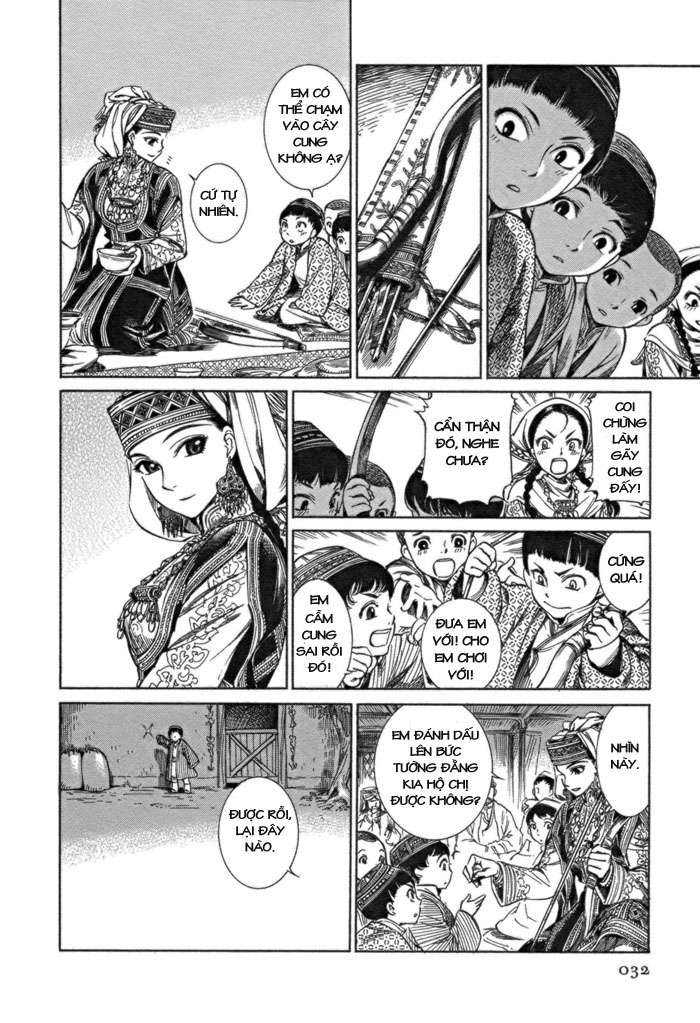 EM CÓ
THỂ CHẠM
VÀO CÂY
CUNG
KHÔNG Ạ?
CỨ TỰ
NHIÊN.
COI
CHỪNG
LÀM
GÃY
CUNG
ĐẤY!
CẨN THẬN
ĐÓ, NGHE
CHƯA?
CỨNG
QUÁ!
ĐƯA EM
VỚI! CHO
EM CHƠI
VỚI!
EM
CẦM
CUNG
SAI RỒI
ĐÓ!
NHÌN
NÀY.
EM ĐÁNH DẤU
LÊN BỨC
TƯỜNG ĐẰNG
KIA HỘ CHỊ
ĐƯỢC KHÔNG?
ĐƯỢC RỒI,
LẠI ĐÂY
NÀO.
032